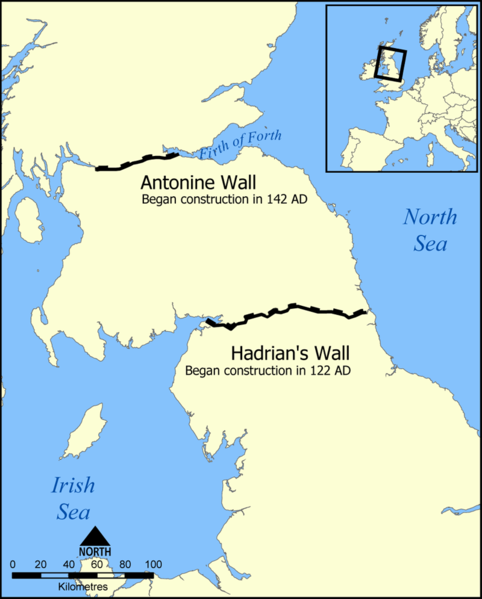 Firth of Forth
Antonine Wall
Began construction in 142 AD
North
Sea
Hadrian's Wall
Began construction in 122 AD
Irish
Sea
NORTH
0 20 40 60 80 100
Kilometres